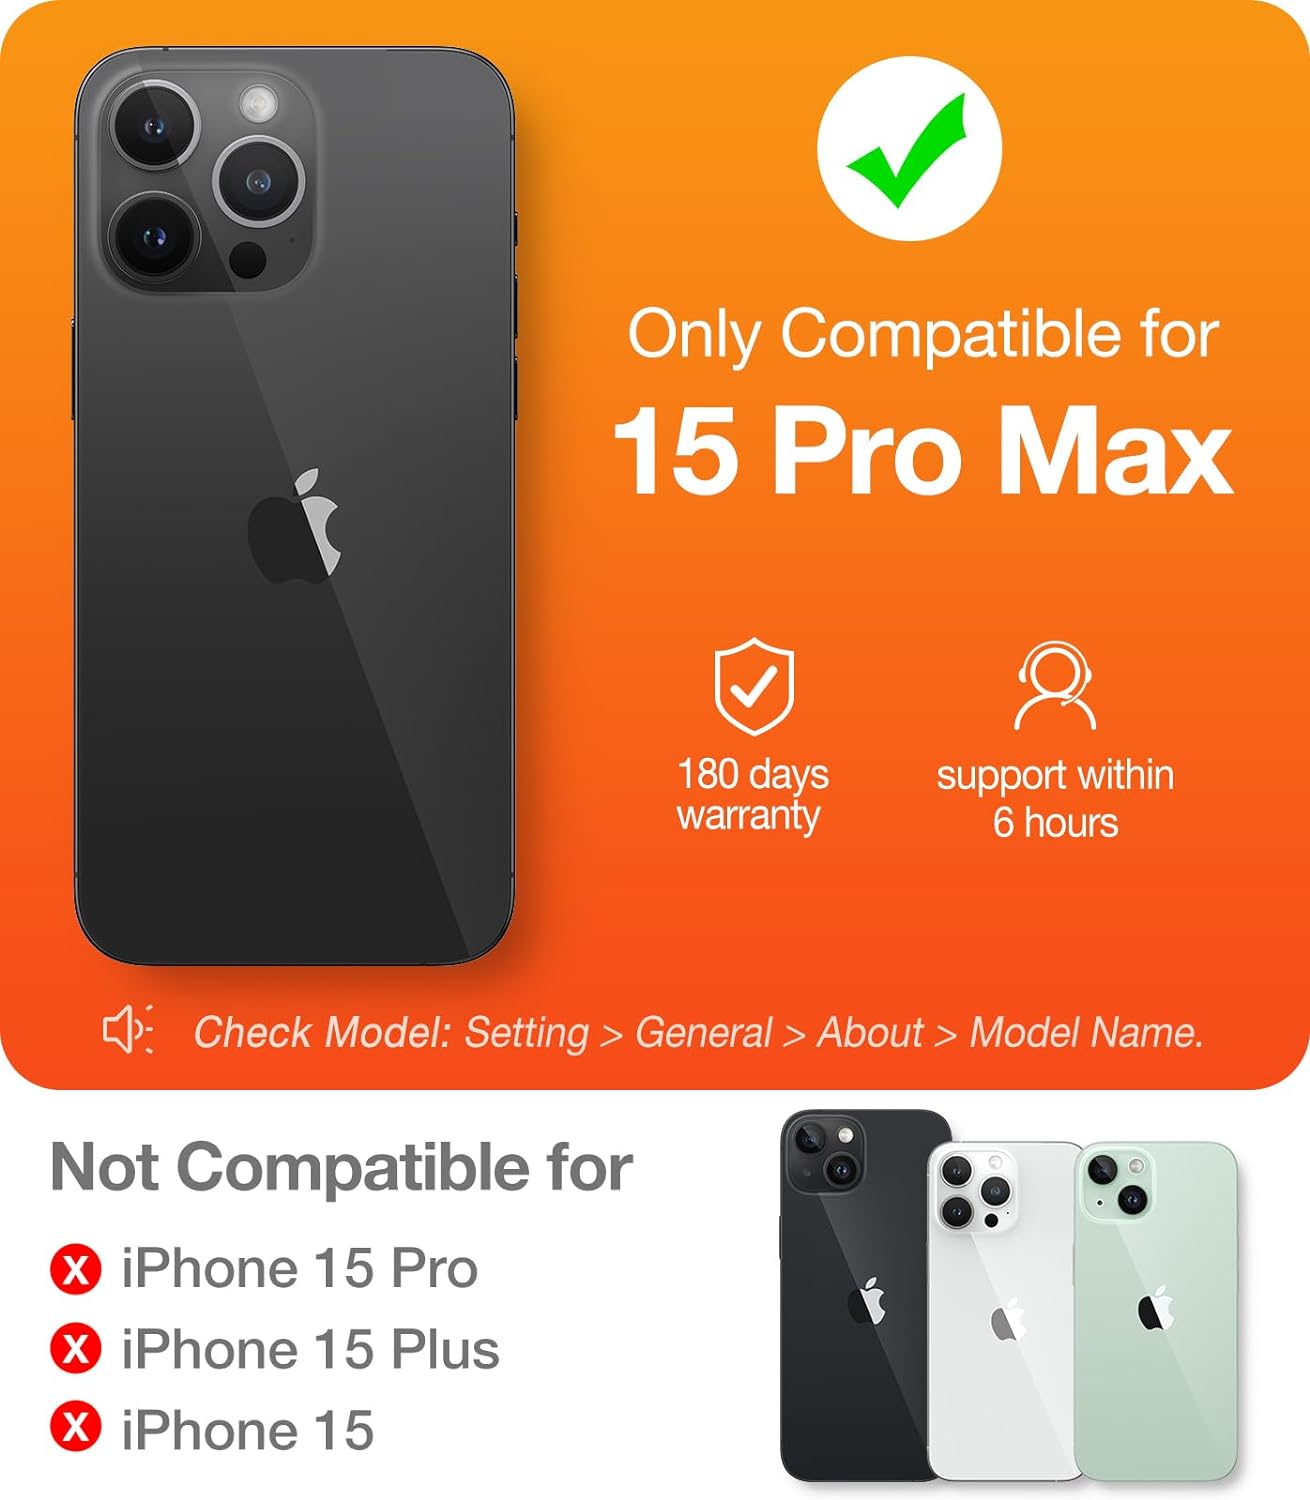 Only Compatible for
15 Pro Max
180 days
warranty
support within
6 hours
Check Model: Setting > General > About > Model Name.
Not Compatible for
X iPhone 15 Pro
X iPhone 15 Plus
X iPhone 15